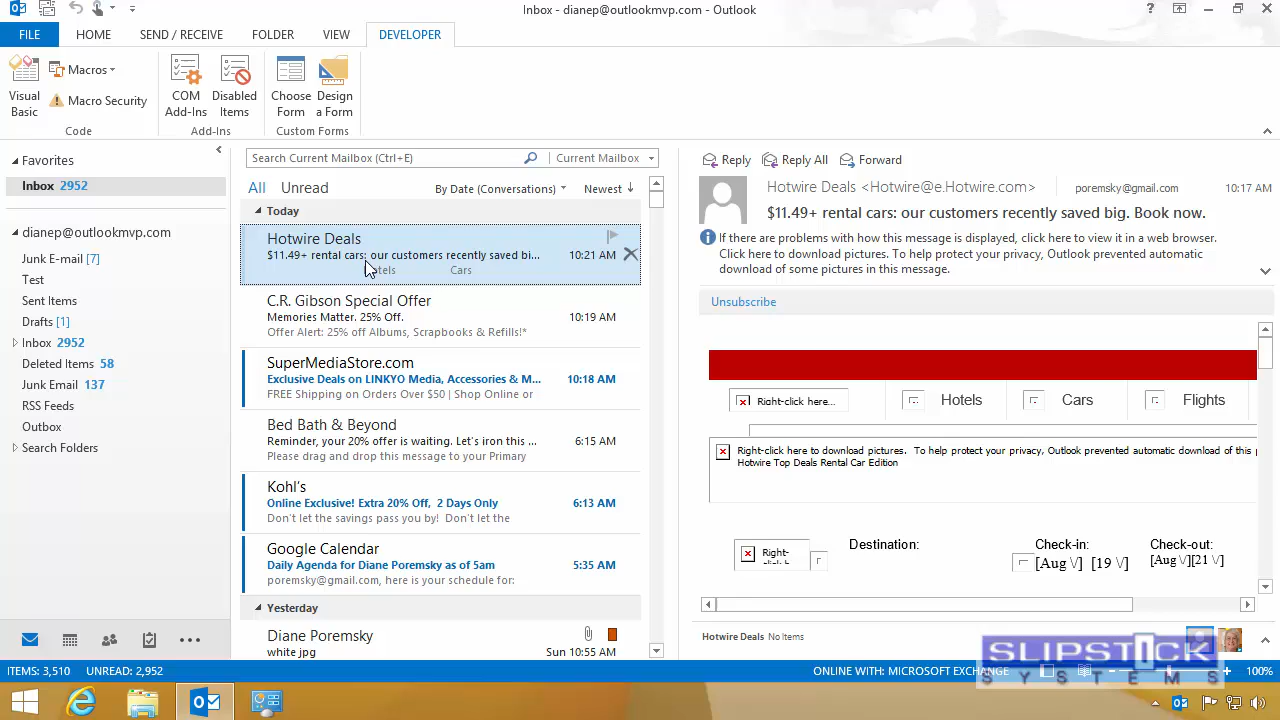 Inbox - dianep@outlookmvp.com - Outlook
FILE HOME SEND / RECEIVE FOLDER VIEW DEVELOPER
Visual Basic
Macros
Macro Security
COM Add-Ins
Disabled Items
Choose Form
Design a Form
Code Add-Ins Custom Forms
Favorites
Inbox 2952
dianep@outlookmvp.com
Junk E-mail [7]
Test
Sent Items
Drafts [1]
Inbox 2952
Deleted Items 58
Junk Email 137
RSS Feeds
Outbox
Search Folders
Search Current Mailbox (Ctrl+E) Current Mailbox
All Unread By Date (Conversations) Newest
Today
Hotwire Deals
$11.49+ rental cars: our customers recently saved bi... 10:21 AM
Cars
C.R. Gibson Special Offer
Memories Matter. 25% Off. 10:19 AM
Offer Alert: 25% off Albums, Scrapbooks & Refills!*
SuperMediaStore.com
Exclusive Deals on LINKYO Media, Accessories & M... 10:18 AM
FREE Shipping on Orders Over $50 | Shop Online or
Bed Bath & Beyond
Reminder, your 20% offer is waiting. Let's iron this ... 6:15 AM
Please drag and drop this message to your Primary
Kohl's
Online Exclusive! Extra 20% Off, 2 Days Only 6:13 AM
Don't let the savings pass you by! Don't let the
Google Calendar
Daily Agenda for Diane Poremsky as of 5am 5:35 AM
poremsky@gmail.com, here is your schedule for:
Yesterday
Diane Poremsky
white jpg Sun 10:55 AM
Reply Reply All Forward
Hotwire Deals <Hotwire@e.Hotwire.com> poremsky@gmail.com 10:17 AM
$11.49+ rental cars: our customers recently saved big. Book now.
If there are problems with how this message is displayed, click here to view it in a web browser.
Click here to download pictures. To help protect your privacy, Outlook prevented automatic
download of some pictures in this message.
Unsubscribe
Right-click here... Hotels Cars Flights
Right-click here to download pictures. To help protect your privacy, Outlook prevented automatic download of this p
Hotwire Top Deals Rental Car Edition
Right-
Destination: Check-in: Check-out:
[Aug \/] [19 \/] [Aug \/][21 \/]
Hotwire Deals No Items
SLIPSTICK
SYSTEMS
ITEMS: 3,510 UNREAD: 2,952 ONLINE WITH: MICROSOFT EXCHANGE 100%